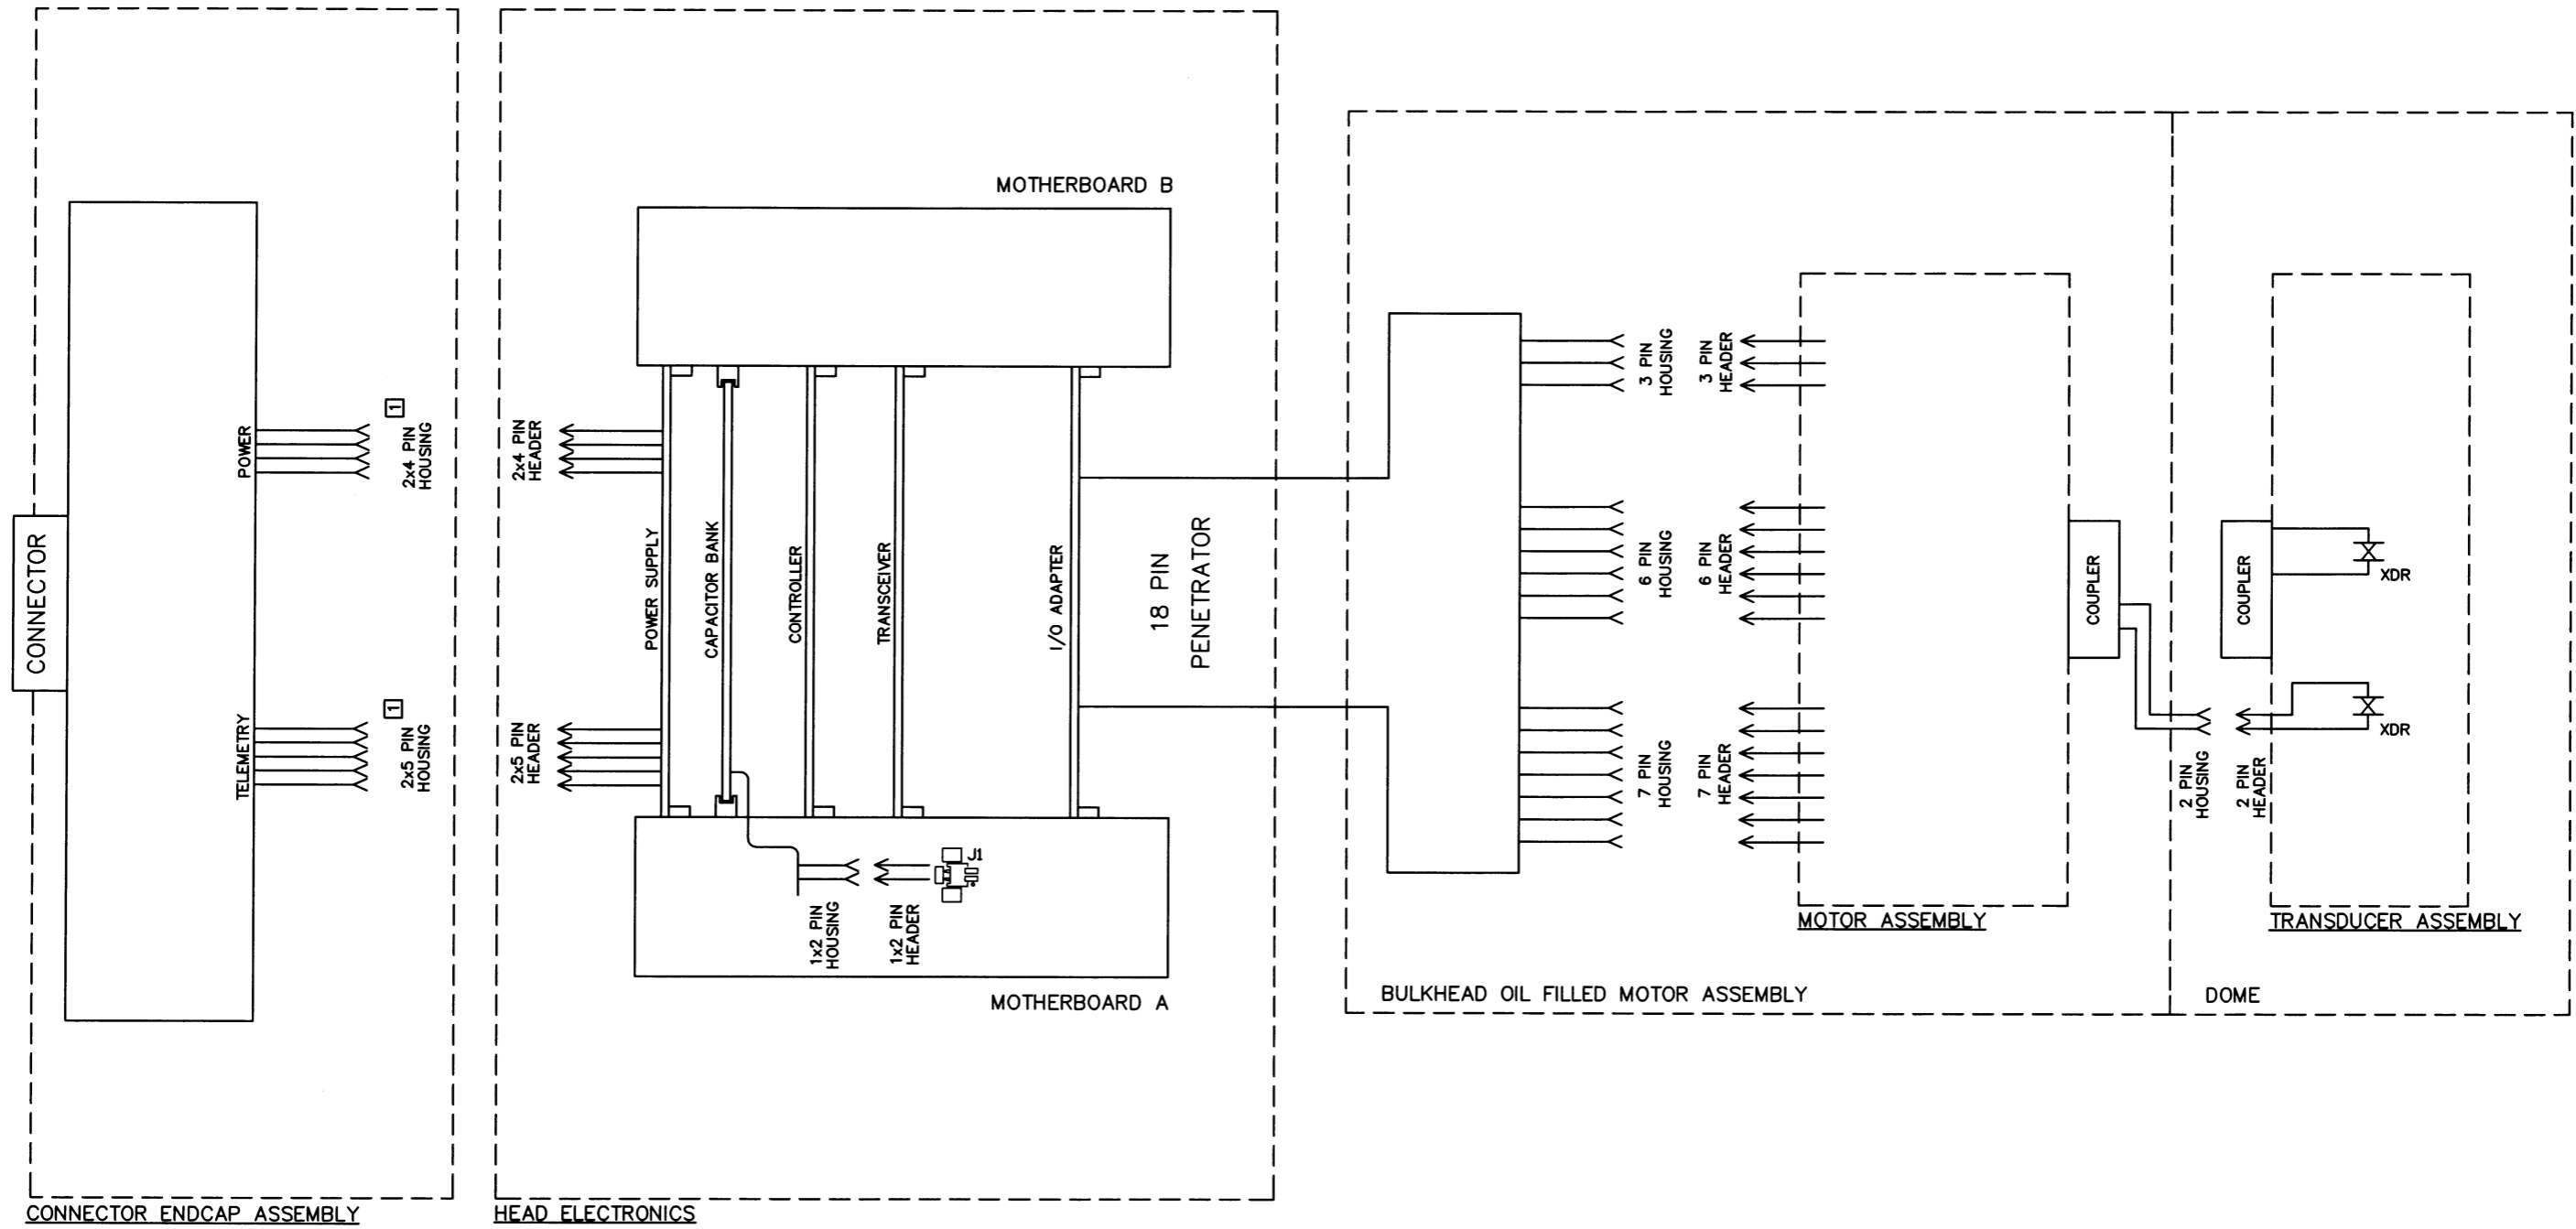 CONNECTOR
POWER
1
2x4 PIN
HOUSING
TELEMETRY
1
2x5 PIN
HOUSING
CONNECTOR ENDCAP ASSEMBLY
MOTHERBOARD B
2x4 PIN
HEADER
2x5 PIN
HEADER
POWER SUPPLY
CAPACITOR BANK
CONTROLLER
TRANSCEIVER
I/O ADAPTER
18 PIN
PENETRATOR
J1
1x2 PIN
HOUSING
1x2 PIN
HEADER
MOTHERBOARD A
HEAD ELECTRONICS
3 PIN
HOUSING
3 PIN
HEADER
6 PIN
HOUSING
6 PIN
HEADER
7 PIN
HOUSING
7 PIN
HEADER
MOTOR ASSEMBLY
BULKHEAD OIL FILLED MOTOR ASSEMBLY
COUPLER
COUPLER
XDR
XDR
2 PIN
HOUSING
2 PIN
HEADER
TRANSDUCER ASSEMBLY
DOME